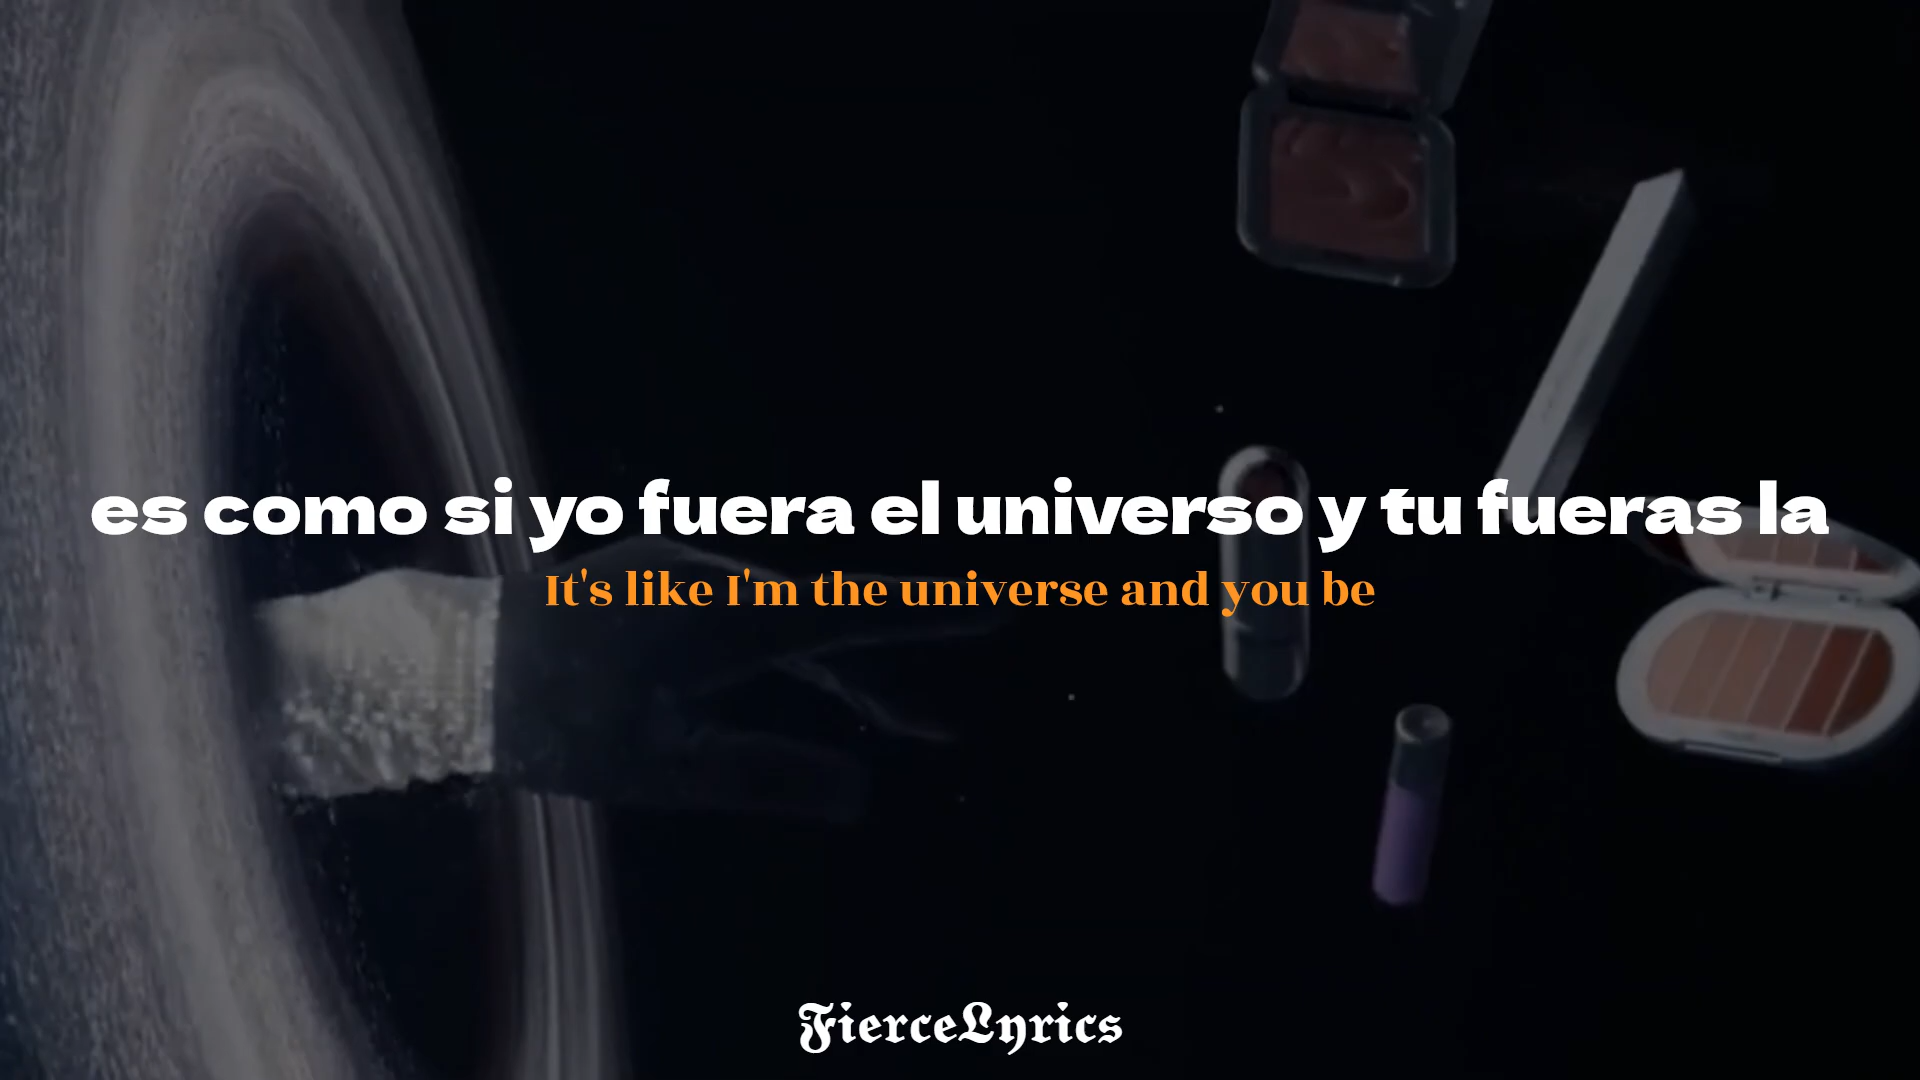 es como si yo fuera el universo y tu fueras la
It's like I'm the universe and you be
FierceLyrics